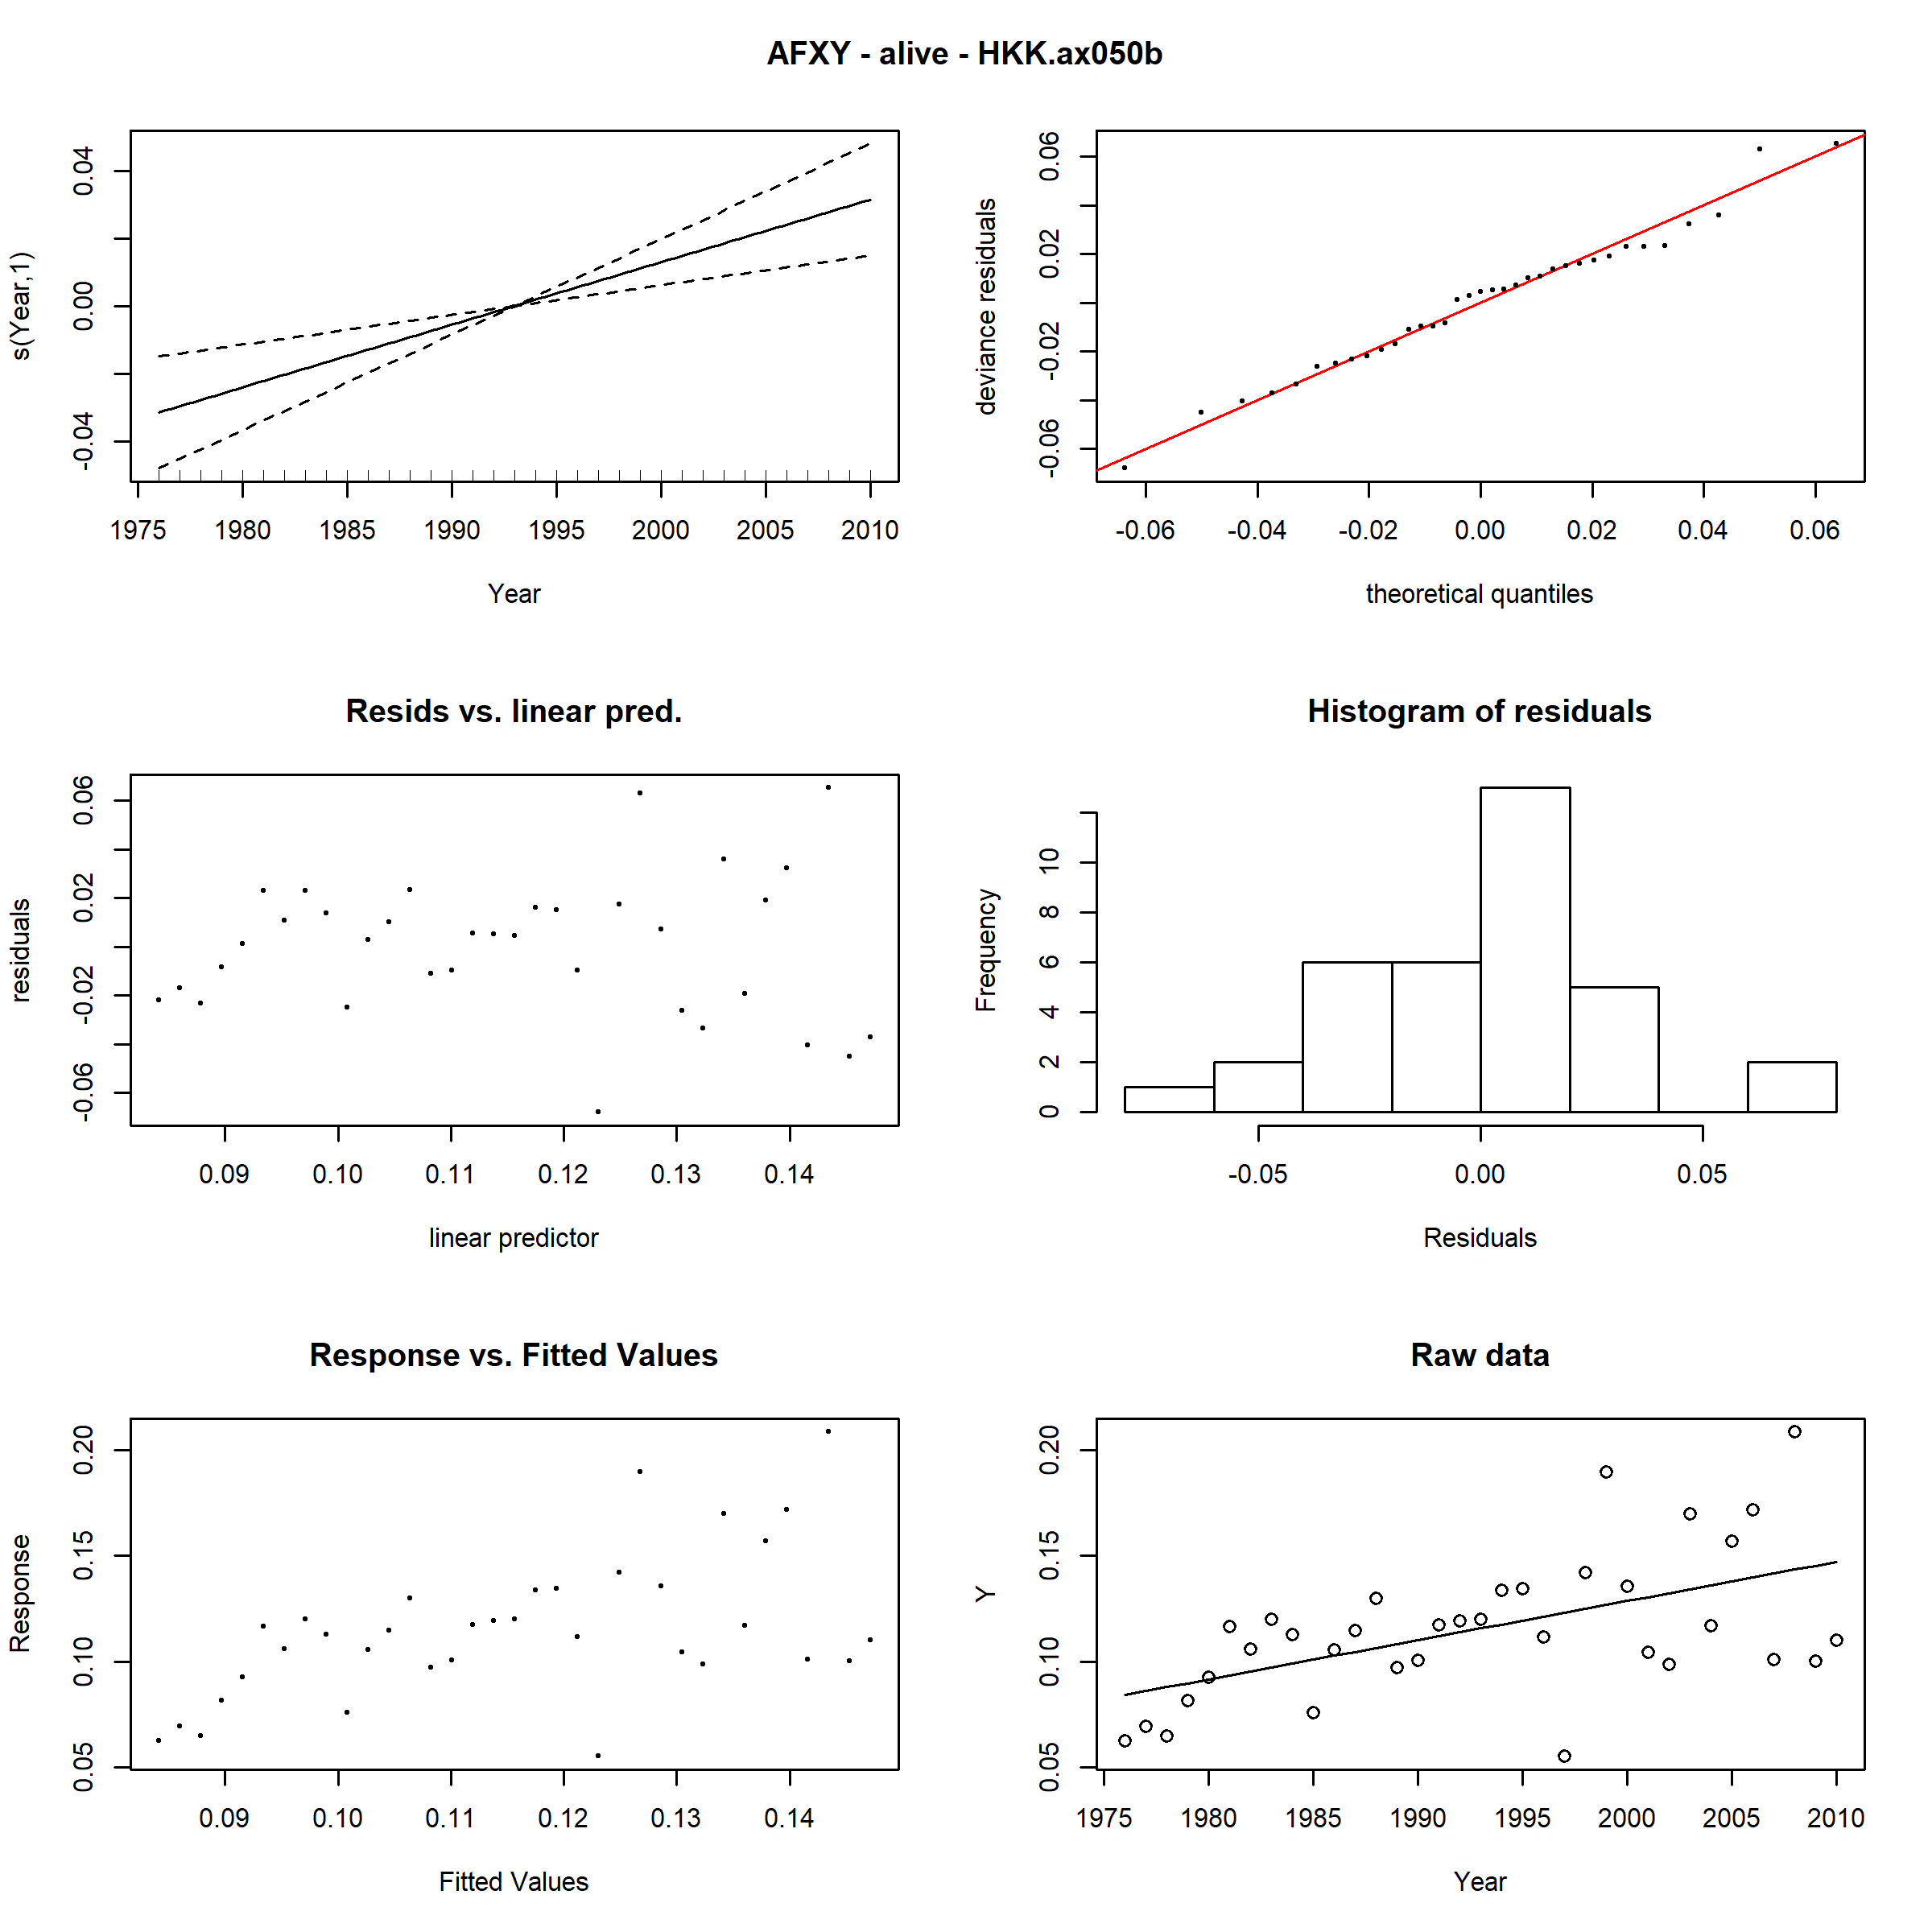 AFXY - alive - HKK.ax050b
s(Year,1)
-0.04 0.00 0.04
1975 1980 1985 1990 1995 2000 2005 2010
Year
deviance residuals
-0.06 -0.02 0.02 0.06
-0.06 -0.04 -0.02 0.00 0.02 0.04 0.06
theoretical quantiles
Resids vs. linear pred.
residuals
-0.06 -0.02 0.02 0.06
0.09 0.10 0.11 0.12 0.13 0.14
linear predictor
Histogram of residuals
Frequency
0 2 4 6 8 10
-0.05 0.00 0.05
Residuals
Response vs. Fitted Values
Response
0.05 0.10 0.15 0.20
0.09 0.10 0.11 0.12 0.13 0.14
Fitted Values
Raw data
Y
0.05 0.10 0.15 0.20
1975 1980 1985 1990 1995 2000 2005 2010
Year